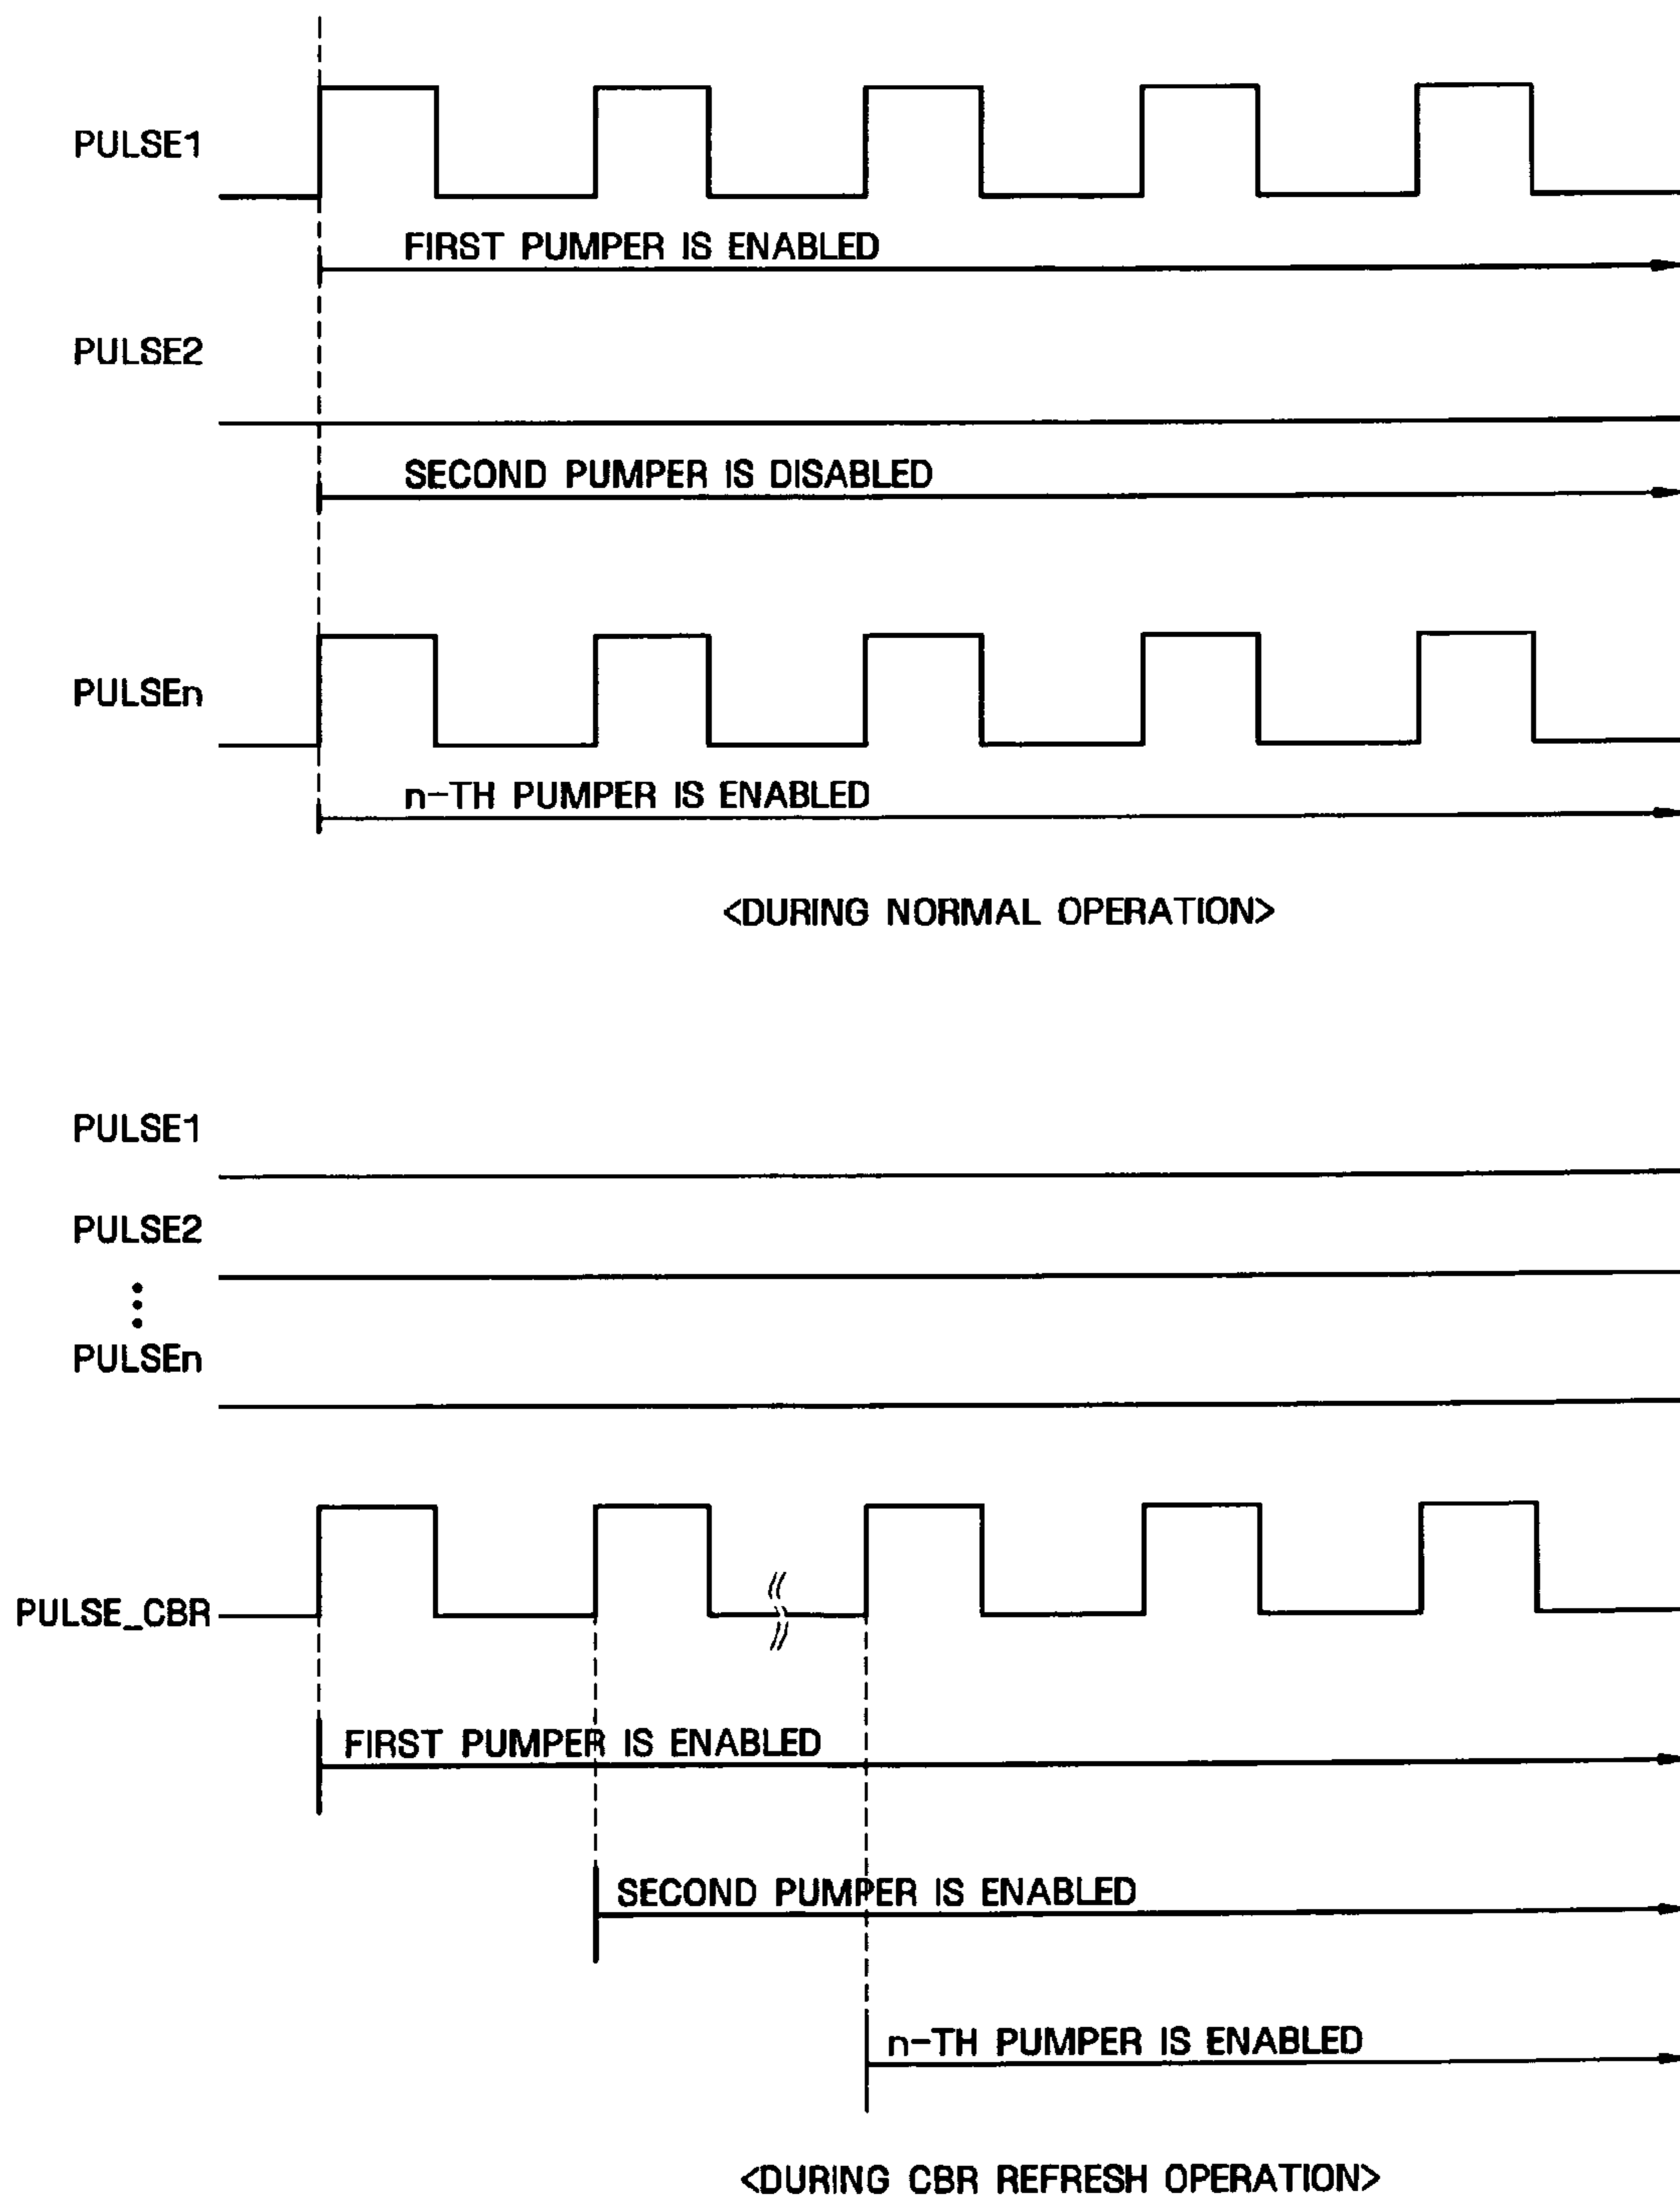 PULSE1
FIRST PUMPER IS ENABLED
PULSE2
SECOND PUMPER IS DISABLED
PULSEn
n-TH PUMPER IS ENABLED
<DURING NORMAL OPERATION>
PULSE1
PULSE2
PULSEn
PULSE_CBR
FIRST PUMPER IS ENABLED
SECOND PUMPER IS ENABLED
n-TH PUMPER IS ENABLED
<DURING CBR REFRESH OPERATION>